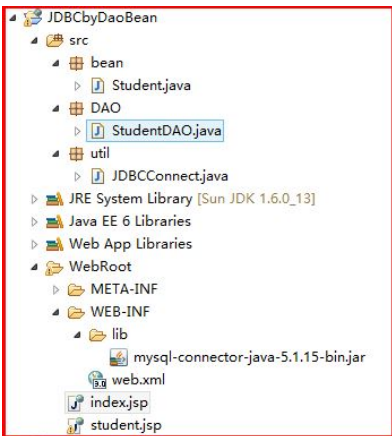 JDBCbyDaoBean
src
bean
Student.java
DAO
StudentDAO.java
util
JDBCConnect.java
JRE System Library [Sun JDK 1.6.0_13]
Java EE 6 Libraries
Web App Libraries
WebRoot
META-INF
WEB-INF
lib
mysql-connector-java-5.1.15-bin.jar
web.xml
index.jsp
student.jsp